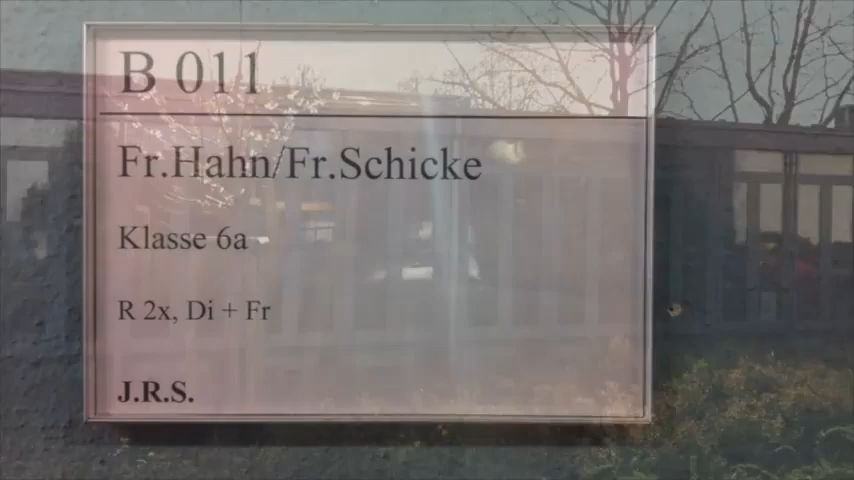 B 011
Fr.Hahn/Fr.Schicke
Klasse 6a
R 2x, Di + Fr
J.R.S.